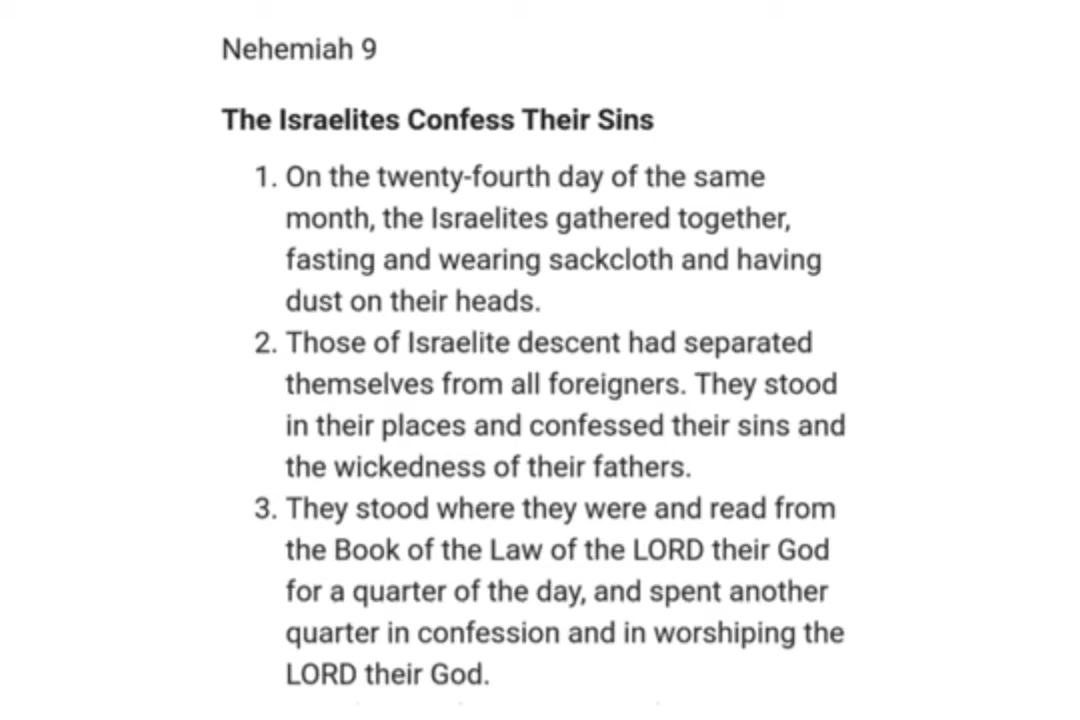 Nehemiah 9
The Israelites Confess Their Sins
1. On the twenty-fourth day of the same
month, the Israelites gathered together,
fasting and wearing sackcloth and having
dust on their heads.
2. Those of Israelite descent had separated
themselves from all foreigners. They stood
in their places and confessed their sins and
the wickedness of their fathers.
3. They stood where they were and read from
the Book of the Law of the LORD their God
for a quarter of the day, and spent another
quarter in confession and in worshiping the
LORD their God.